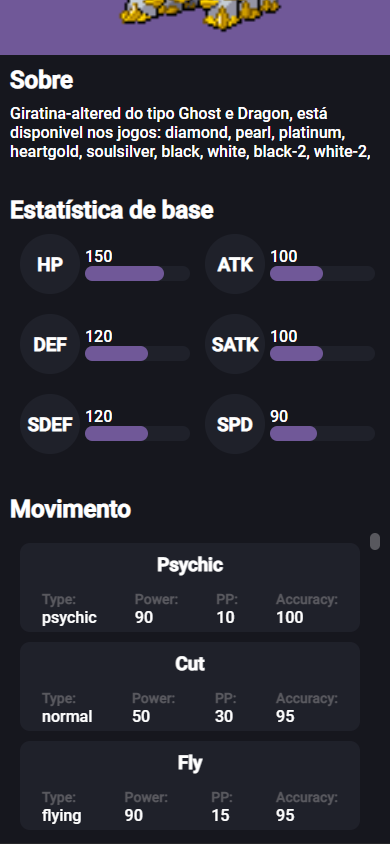 Sobre
Giratina-altered do tipo Ghost e Dragon, está
disponivel nos jogos: diamond, pearl, platinum,
heartgold, soulsilver, black, white, black-2, white-2,
Estatística de base
HP 150 ATK 100
DEF 120 SATK 100
SDEF 120 SPD 90
Movimento
Psychic
Type: Power: PP: Accuracy:
psychic 90 10 100
Cut
Type: Power: PP: Accuracy:
normal 50 30 95
Fly
Type: Power: PP: Accuracy:
flying 90 15 95